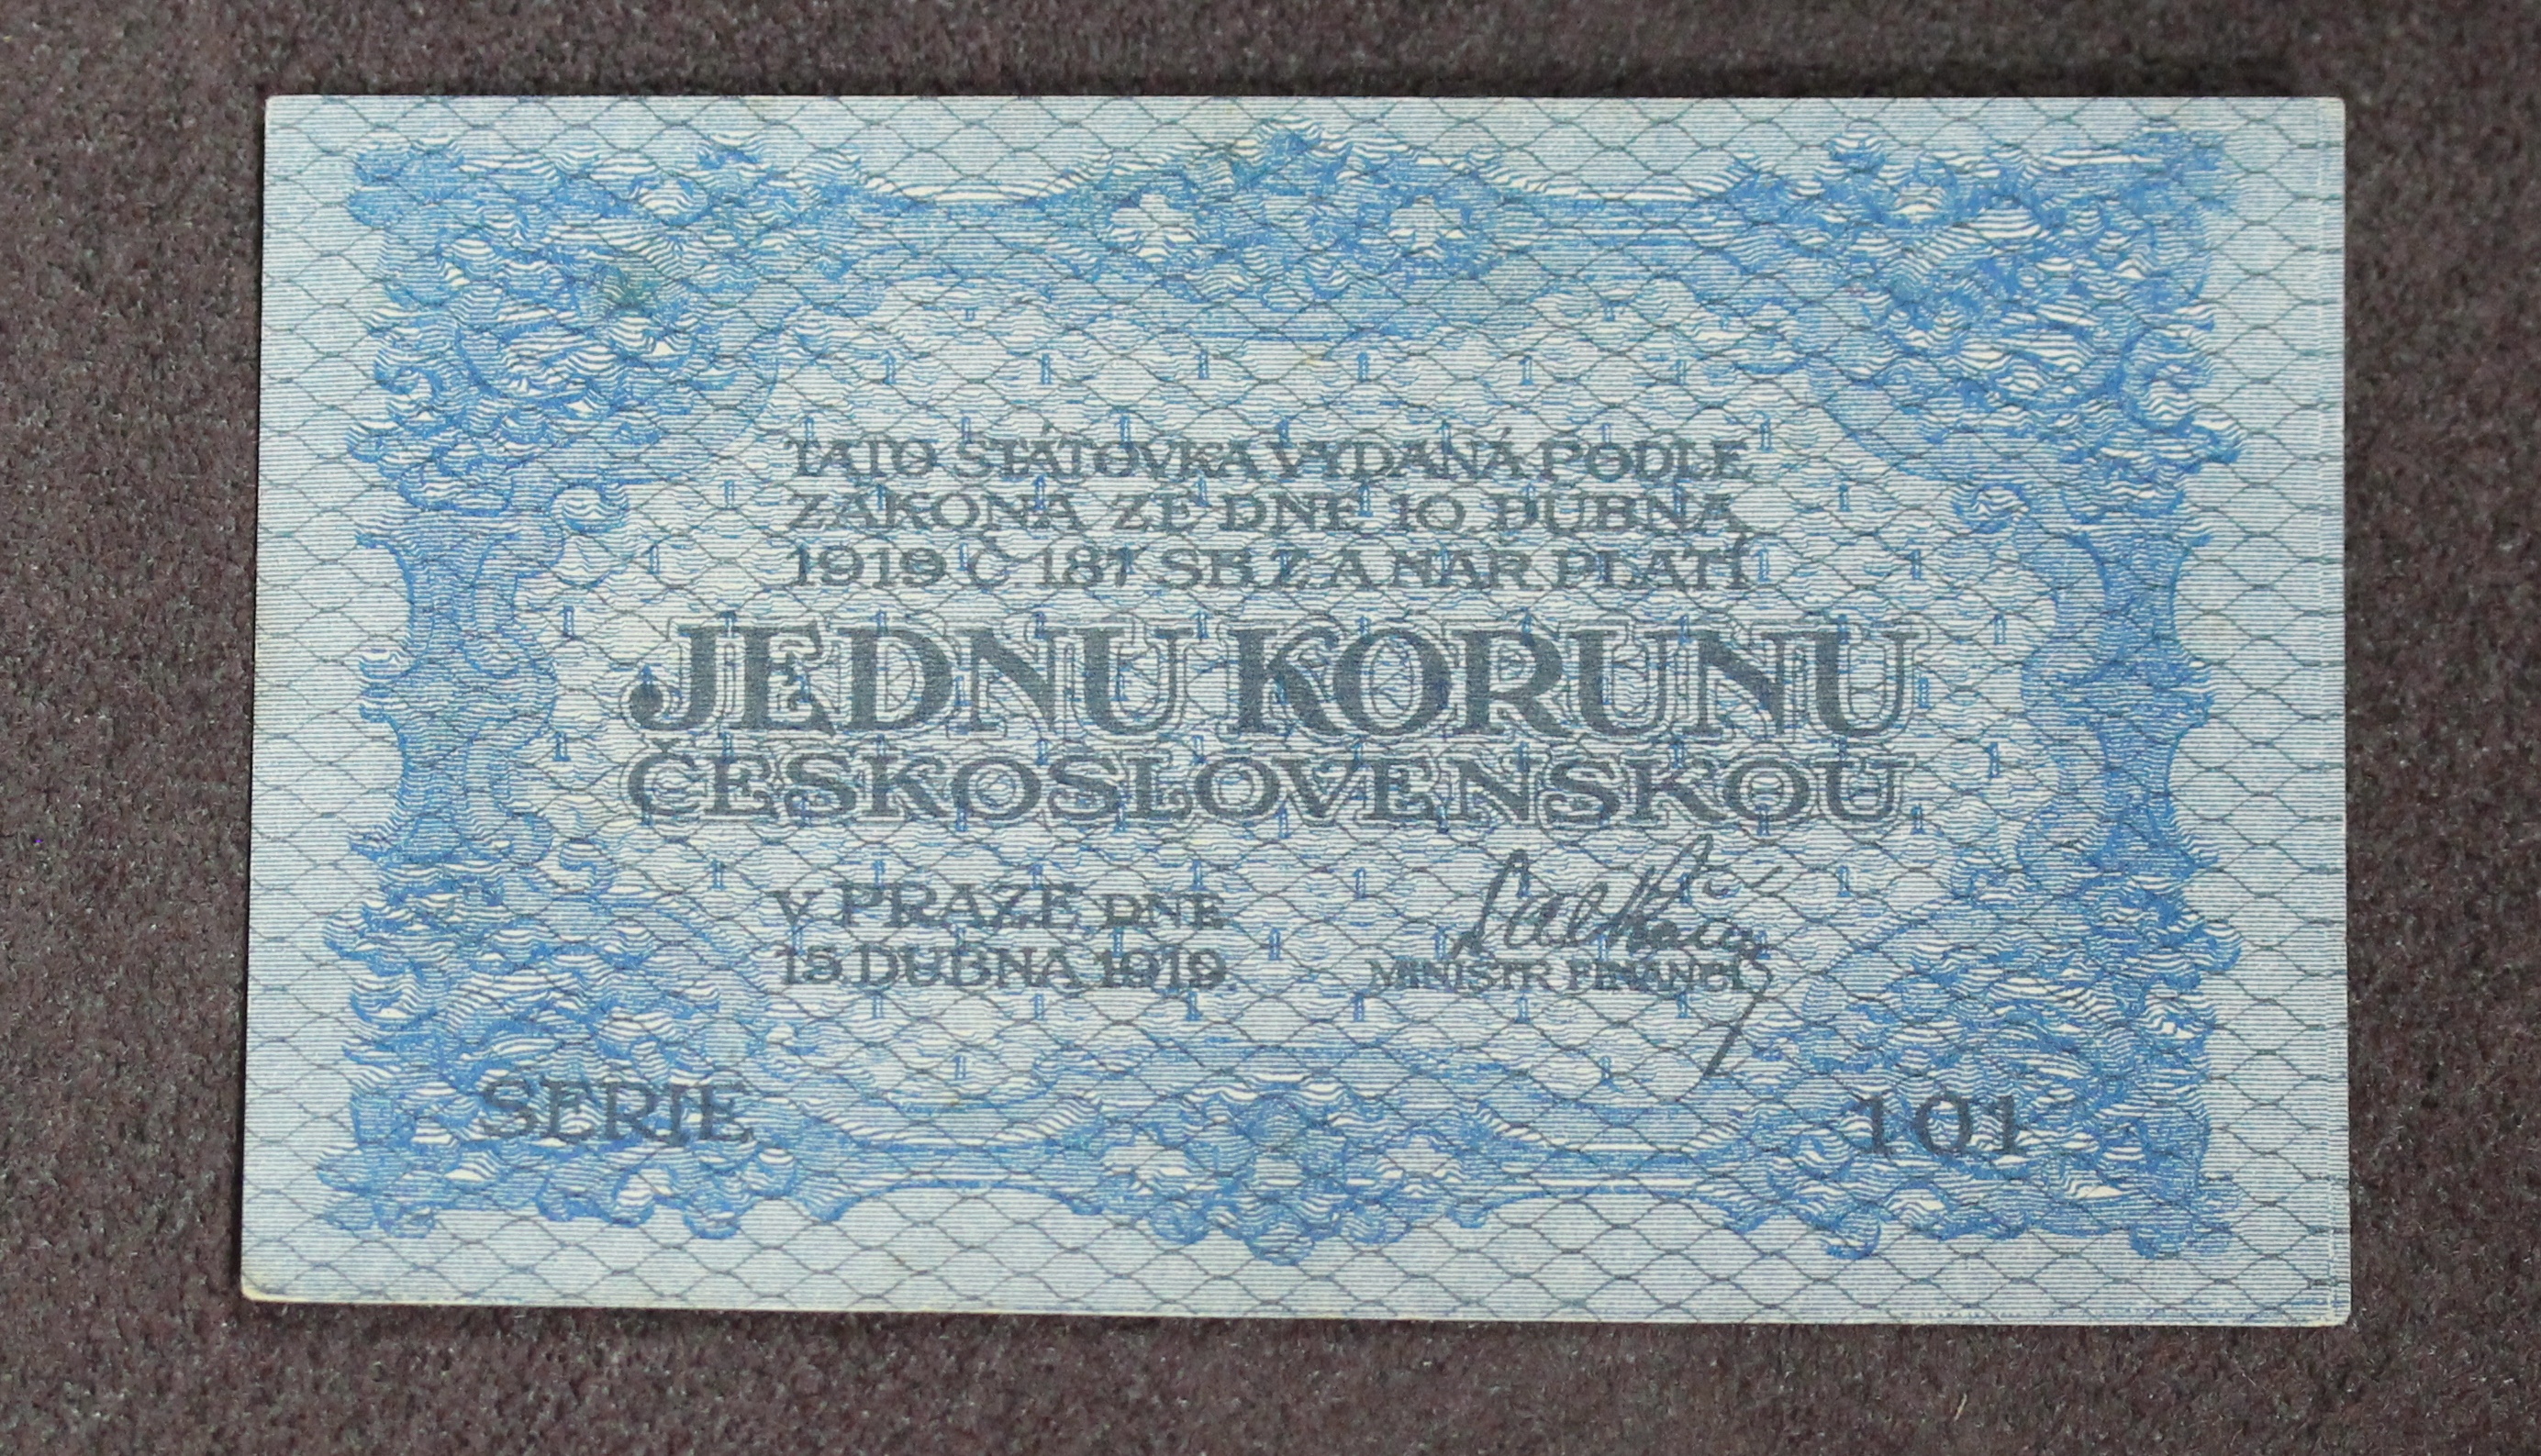 TATO STÁTOVKA VYDANÁ PODLE
ZÁKONA ZE DNE 10 DUBNA
1919 Č 187 SB Z A NAR PLATÍ
JEDNU KORUNU
ČESKOSLOVENSKOU
V PRAZE DNE
15 DUBNA 1919.
MINISTR FINANCÍ
SERIE 101